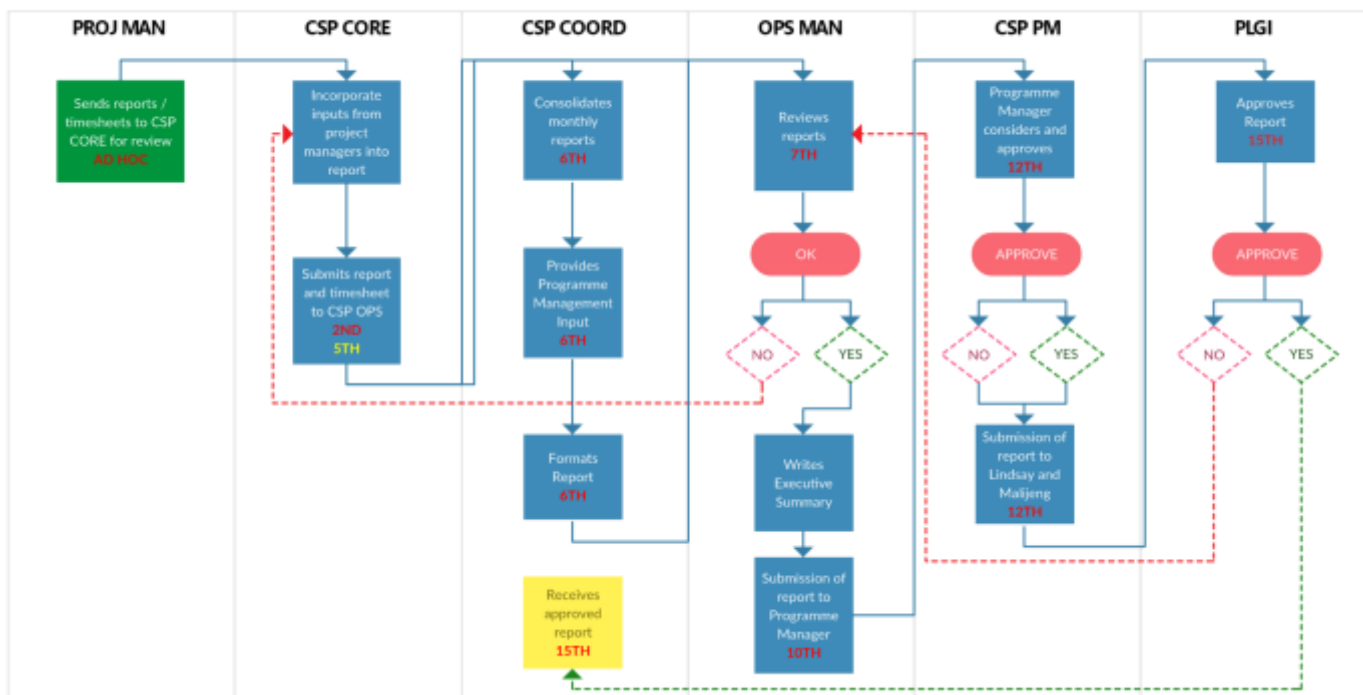 PROJ MAN
CSP CORE
CSP COORD
OPS MAN
CSP PM
PLGI
Sends reports /
timesheets to CSP
CORE for review
AD HOC
Incorporate
inputs from
project
managers into
report
Submits report
and timesheet
to CSP OPS
2ND
5TH
Consolidates
monthly
reports
6TH
Provides
Programme
Management
Input
6TH
Formats
Report
6TH
Receives
approved
report
15TH
Reviews
reports
7TH
OK
NO
YES
Writes
Executive
Summary
Submission of
report to
Programme
Manager
10TH
Programme
Manager
considers and
approves
12TH
APPROVE
NO
YES
Submission of
report to
Lindsay and
Malijeng
12TH
Approves
Report
15TH
APPROVE
NO
YES